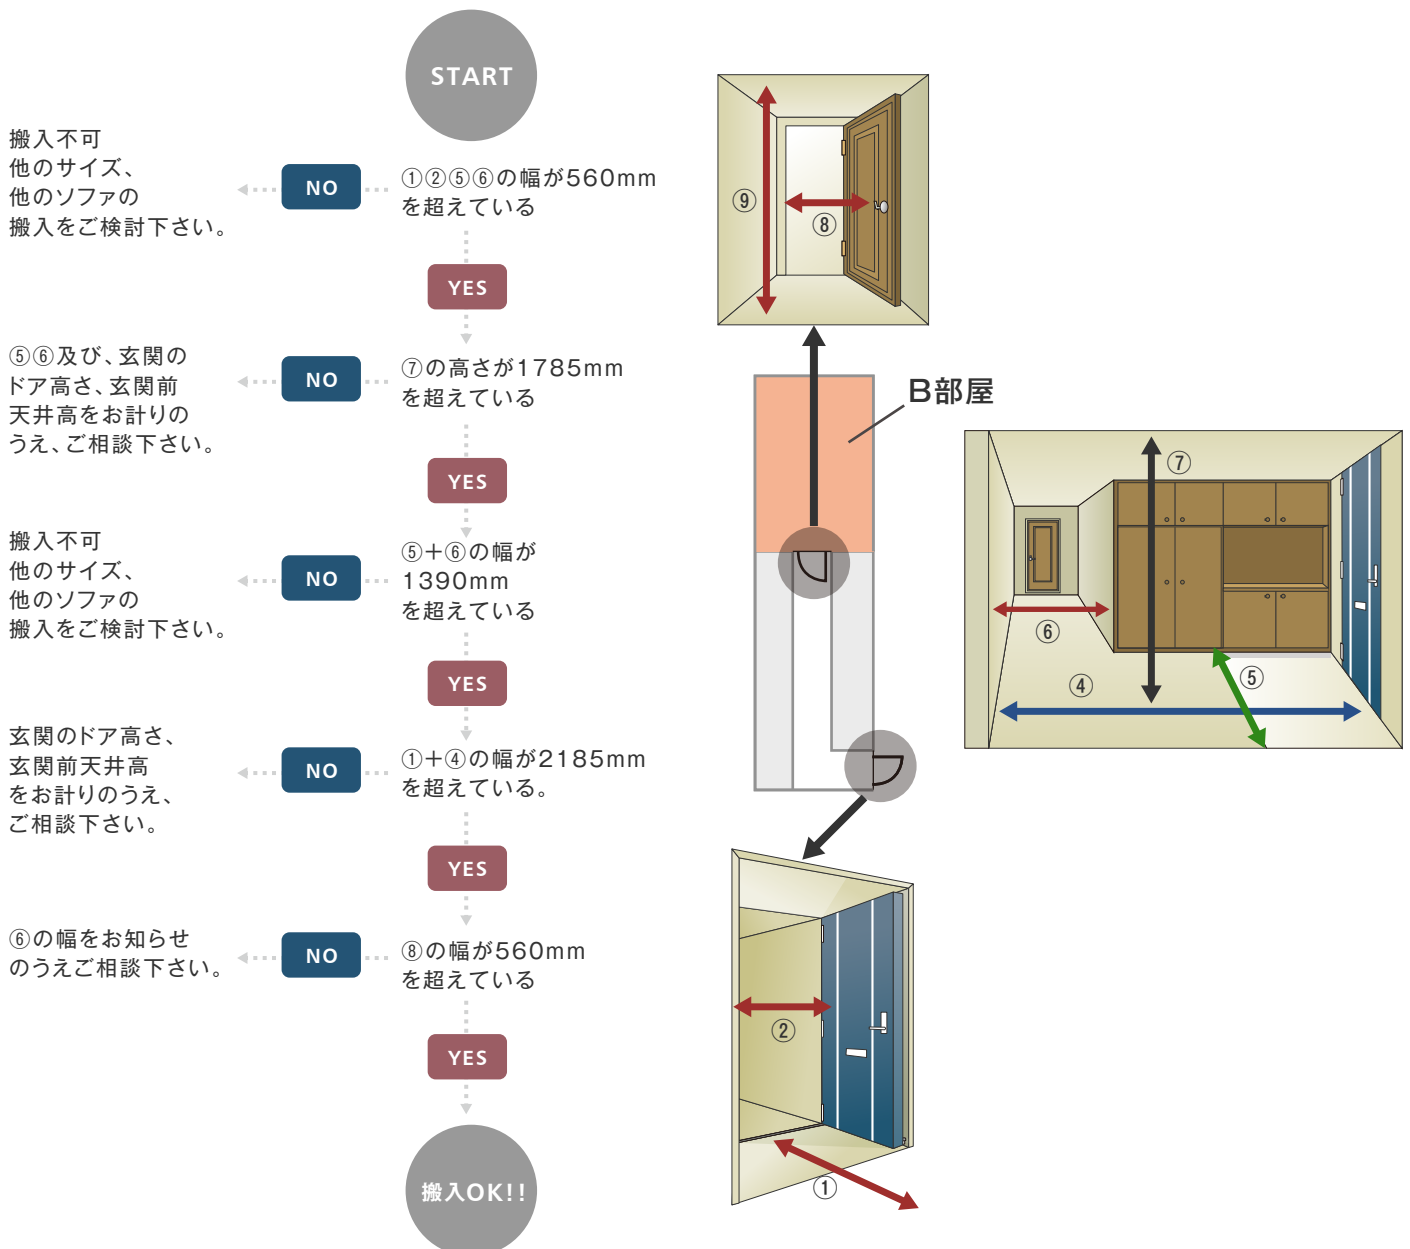 START
①②⑤⑥の幅が560mm
を超えている
NO
搬入不可
他のサイズ、
他のソファの
搬入をご検討下さい。
YES
⑦の高さが1785mm
を超えている
NO
⑤⑥及び、玄関の
ドア高さ、玄関前
天井高をお計りの
うえ、ご相談下さい。
YES
⑤+⑥の幅が
1390mm
を超えている
NO
搬入不可
他のサイズ、
他のソファの
搬入をご検討下さい。
YES
①+④の幅が2185mm
を超えている。
NO
玄関のドア高さ、
玄関前天井高
をお計りのうえ、
ご相談下さい。
YES
⑧の幅が560mm
を超えている
NO
⑥の幅をお知らせ
のうえご相談下さい。
YES
搬入OK!!
⑨
⑧
B部屋
⑦
⑥
④
⑤
②
①